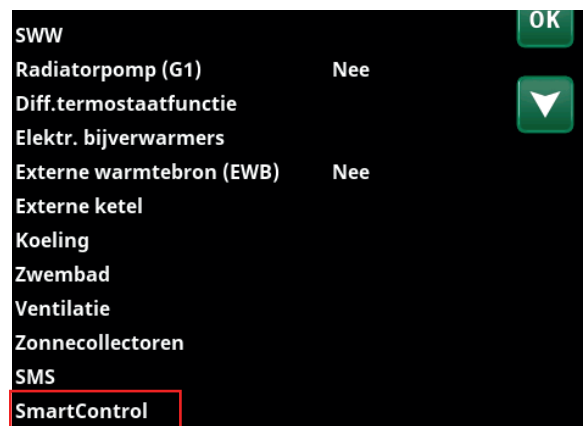 OK
SWW
Radiatorpomp (G1) Nee
Diff.termostaatfunctie
Elektr. bijverwarmers
Externe warmtebron (EWB) Nee
Externe ketel
Koeling
Zwembad
Ventilatie
Zonnecollectoren
SMS
SmartControl